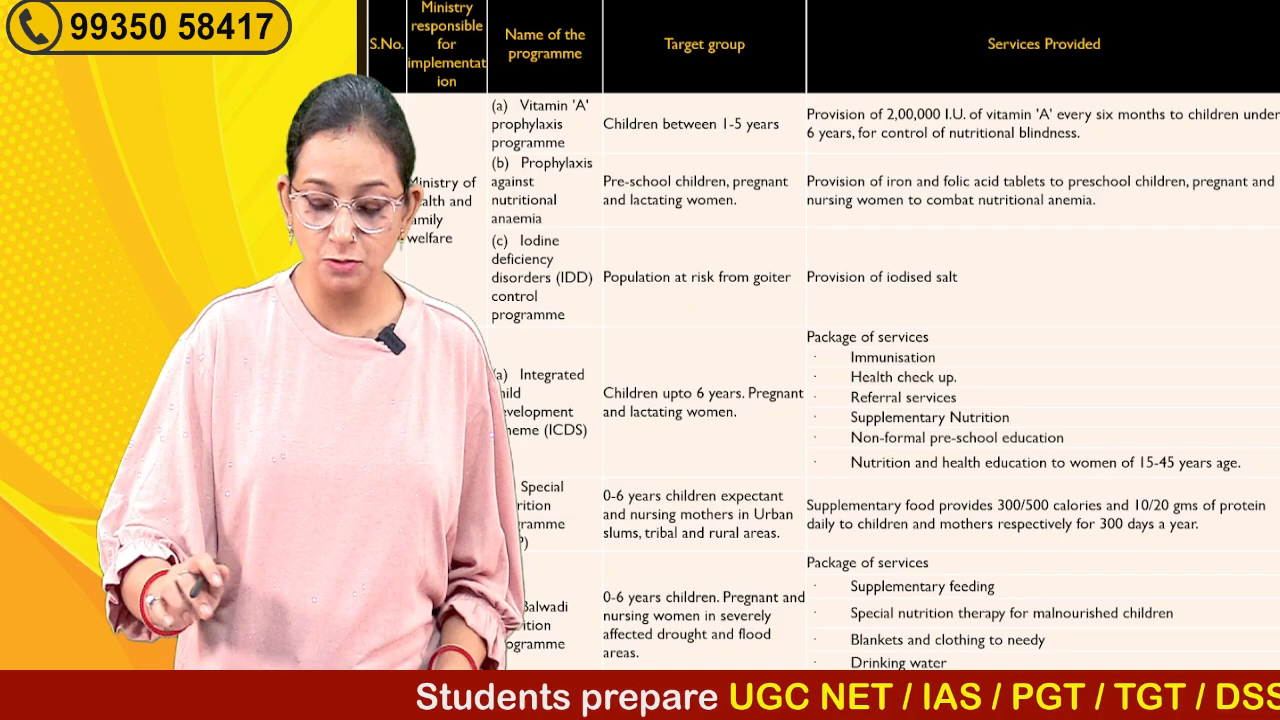 99350 58417
S.No.
Ministry
responsible
for
implementat
ion
Name of the
programme
Target group
Services Provided
Ministry of
and
welfare
(a) Vitamin 'A'
prophylaxis
programme
Children between 1-5 years
Provision of 2,00,000 I.U. of vitamin 'A' every six months to children under
6 years, for control of nutritional blindness.
(b) Prophylaxis
against
nutritional
anaemia
Pre-school children, pregnant
and lactating women.
Provision of iron and folic acid tablets to preschool children, pregnant and
nursing women to combat nutritional anemia.
(c) Iodine
deficiency
disorders (IDD)
control
programme
Population at risk from goiter
Provision of iodised salt
Integrated
(ICDS)
Children upto 6 years. Pregnant
and lactating women.
Package of services
· Immunisation
· Health check up.
· Referral services
· Supplementary Nutrition
· Non-formal pre-school education
· Nutrition and health education to women of 15-45 years age.
Special
0-6 years children expectant
and nursing mothers in Urban
slums, tribal and rural areas.
Supplementary food provides 300/500 calories and 10/20 gms of protein
daily to children and mothers respectively for 300 days a year.
Balwadi
0-6 years children. Pregnant and
nursing women in severely
affected drought and flood
areas.
Package of services
· Supplementary feeding
· Special nutrition therapy for malnourished children
· Blankets and clothing to needy
· Drinking water
Students prepare UGC NET / IAS / PGT / TGT / DSS